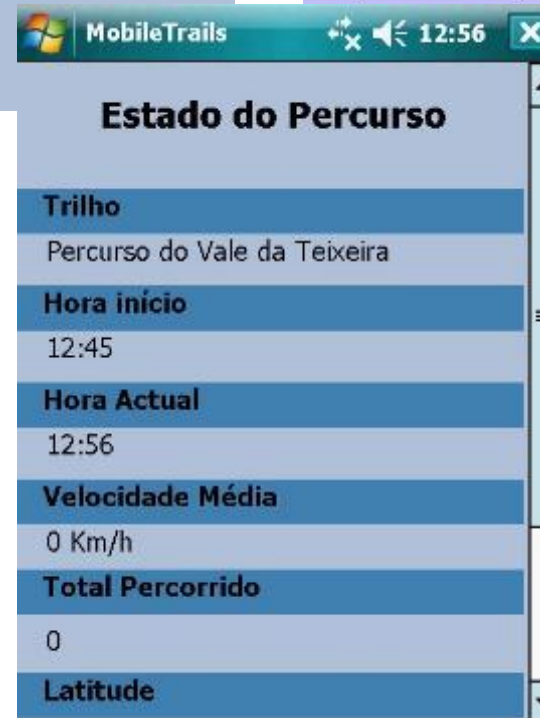 MobileTrails 12:56
Estado do Percurso
Trilho
Percurso do Vale da Teixeira
Hora início
12:45
Hora Actual
12:56
Velocidade Média
0 Km/h
Total Percorrido
0
Latitude